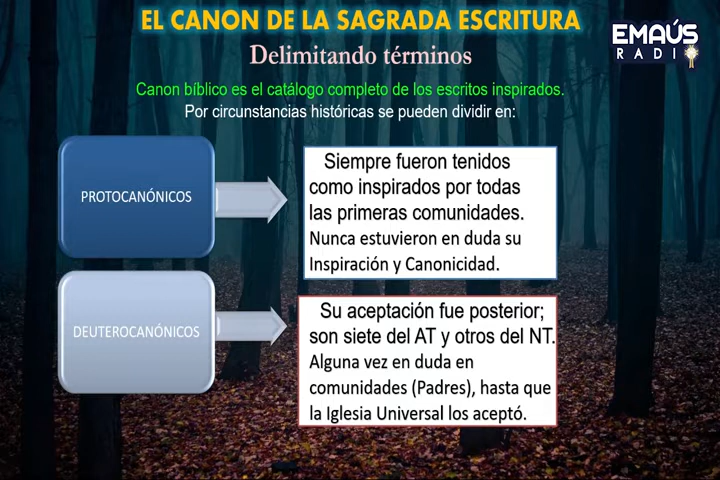 EL CANON DE LA SAGRADA ESCRITURA
EMAÚS
RADI
Delimitando términos
Canon bíblico es el catálogo completo de los escritos inspirados.
Por circunstancias históricas se pueden dividir en:
PROTOCANÓNICOS
Siempre fueron tenidos
como inspirados por todas
las primeras comunidades.
Nunca estuvieron en duda su
Inspiración y Canonicidad.
DEUTEROCANÓNICOS
Su aceptación fue posterior;
son siete del AT y otros del NT.
Alguna vez en duda en
comunidades (Padres), hasta que
la Iglesia Universal los aceptó.